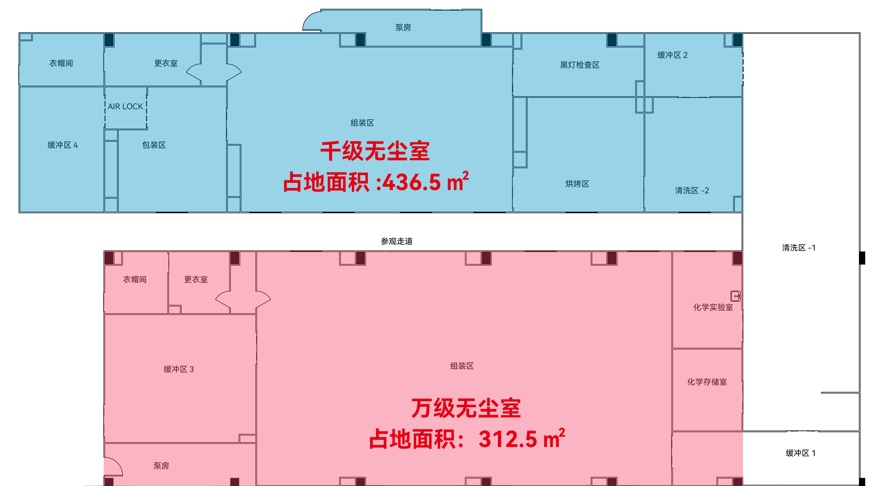 泵房
衣帽间
更衣室
黑灯检查区
缓冲区 2
AIR LOCK
组装区
缓冲区 4
包装区
千级无尘室
占地面积 :436.5 ㎡
烘烤区
清洗区 -2
参观走道
清洗区 -1
衣帽间
更衣室
化学实验室
缓冲区 3
组装区
化学存储室
万级无尘室
占地面积：312.5 ㎡
泵房
缓冲区 1